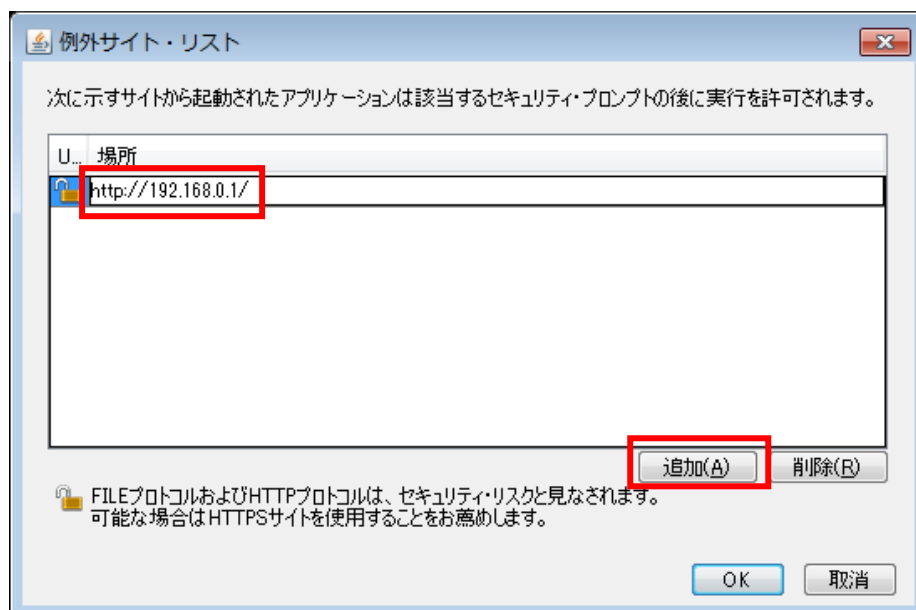 例外サイト・リスト
次に示すサイトから起動されたアプリケーションは該当するセキュリティ・プロンプトの後に実行を許可されます。
U... 場所
http://192.168.0.1/
追加(A) 削除(R)
FILEプロトコルおよびHTTPプロトコルは、セキュリティ・リスクと見なされます。
可能な場合はHTTPSサイトを使用することをお薦めします。
OK 取消